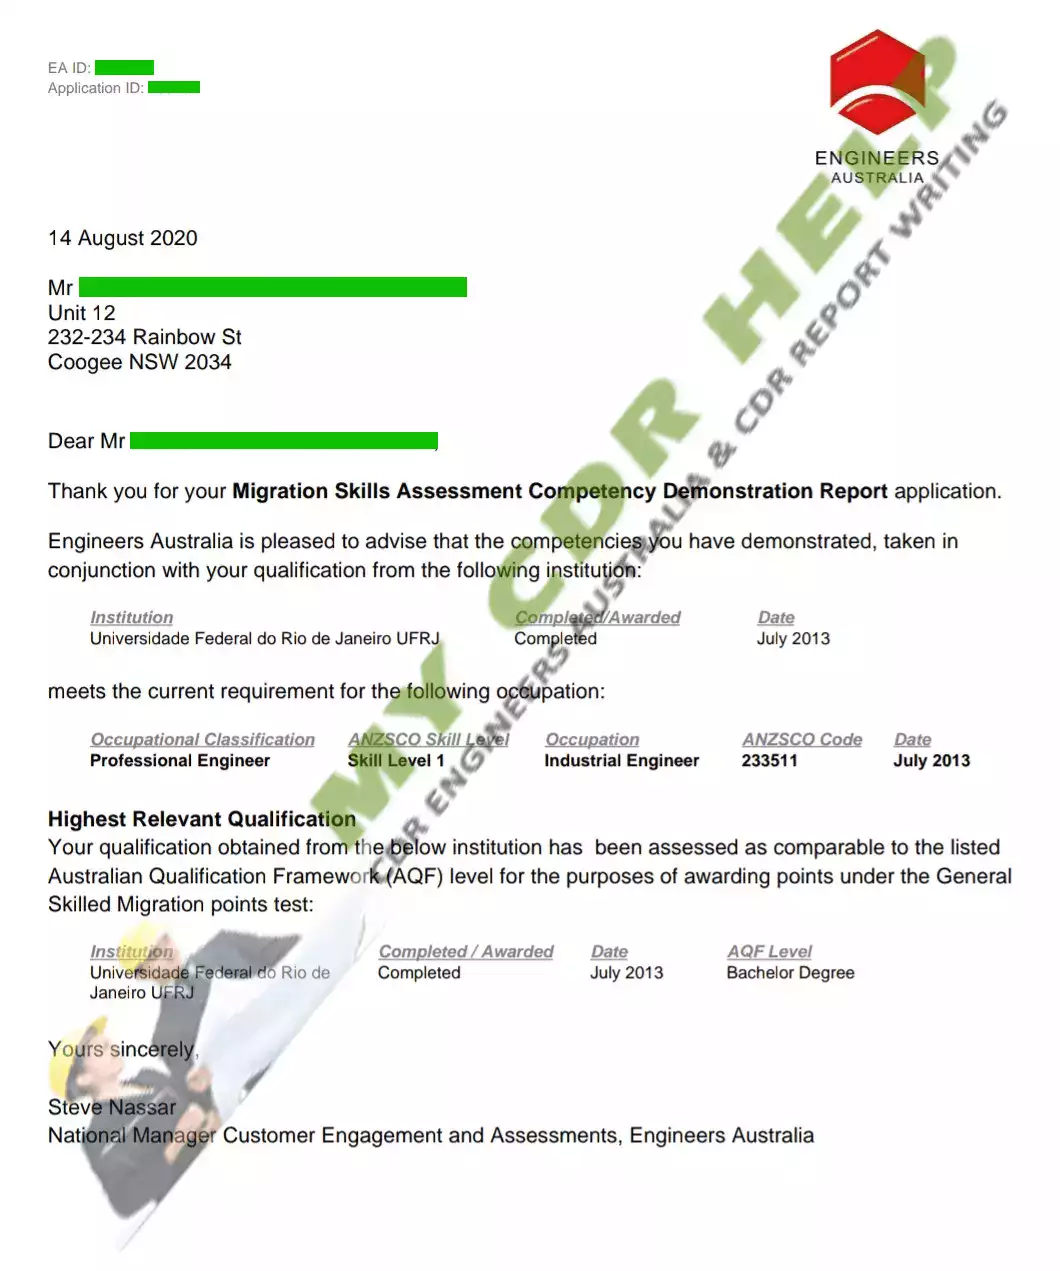 EA ID:
Application ID:
ENGINEERS
AUSTRALIA
14 August 2020
Mr
Unit 12
232-234 Rainbow St
Coogee NSW 2034
Dear Mr
Thank you for your Migration Skills Assessment Competency Demonstration Report application.
Engineers Australia is pleased to advise that the competencies you have demonstrated, taken in
conjunction with your qualification from the following institution:
Institution Completed/Awarded Date
Universidade Federal do Rio de Janeiro UFRJ Completed July 2013
meets the current requirement for the following occupation:
Occupational Classification ANZSCO Skill Level Occupation ANZSCO Code Date
Professional Engineer Skill Level 1 Industrial Engineer 233511 July 2013
Highest Relevant Qualification
Your qualification obtained from the below institution has been assessed as comparable to the listed
Australian Qualification Framework (AQF) level for the purposes of awarding points under the General
Skilled Migration points test:
Institution Completed / Awarded Date AQF Level
Universidade Federal do Rio de Completed July 2013 Bachelor Degree
Janeiro UFRJ
Yours sincerely,
Steve Nassar
National Manager Customer Engagement and Assessments, Engineers Australia
MY CDR HELP
CDR ENGINEERS AUSTRALIA & CDR REPORT WRITING